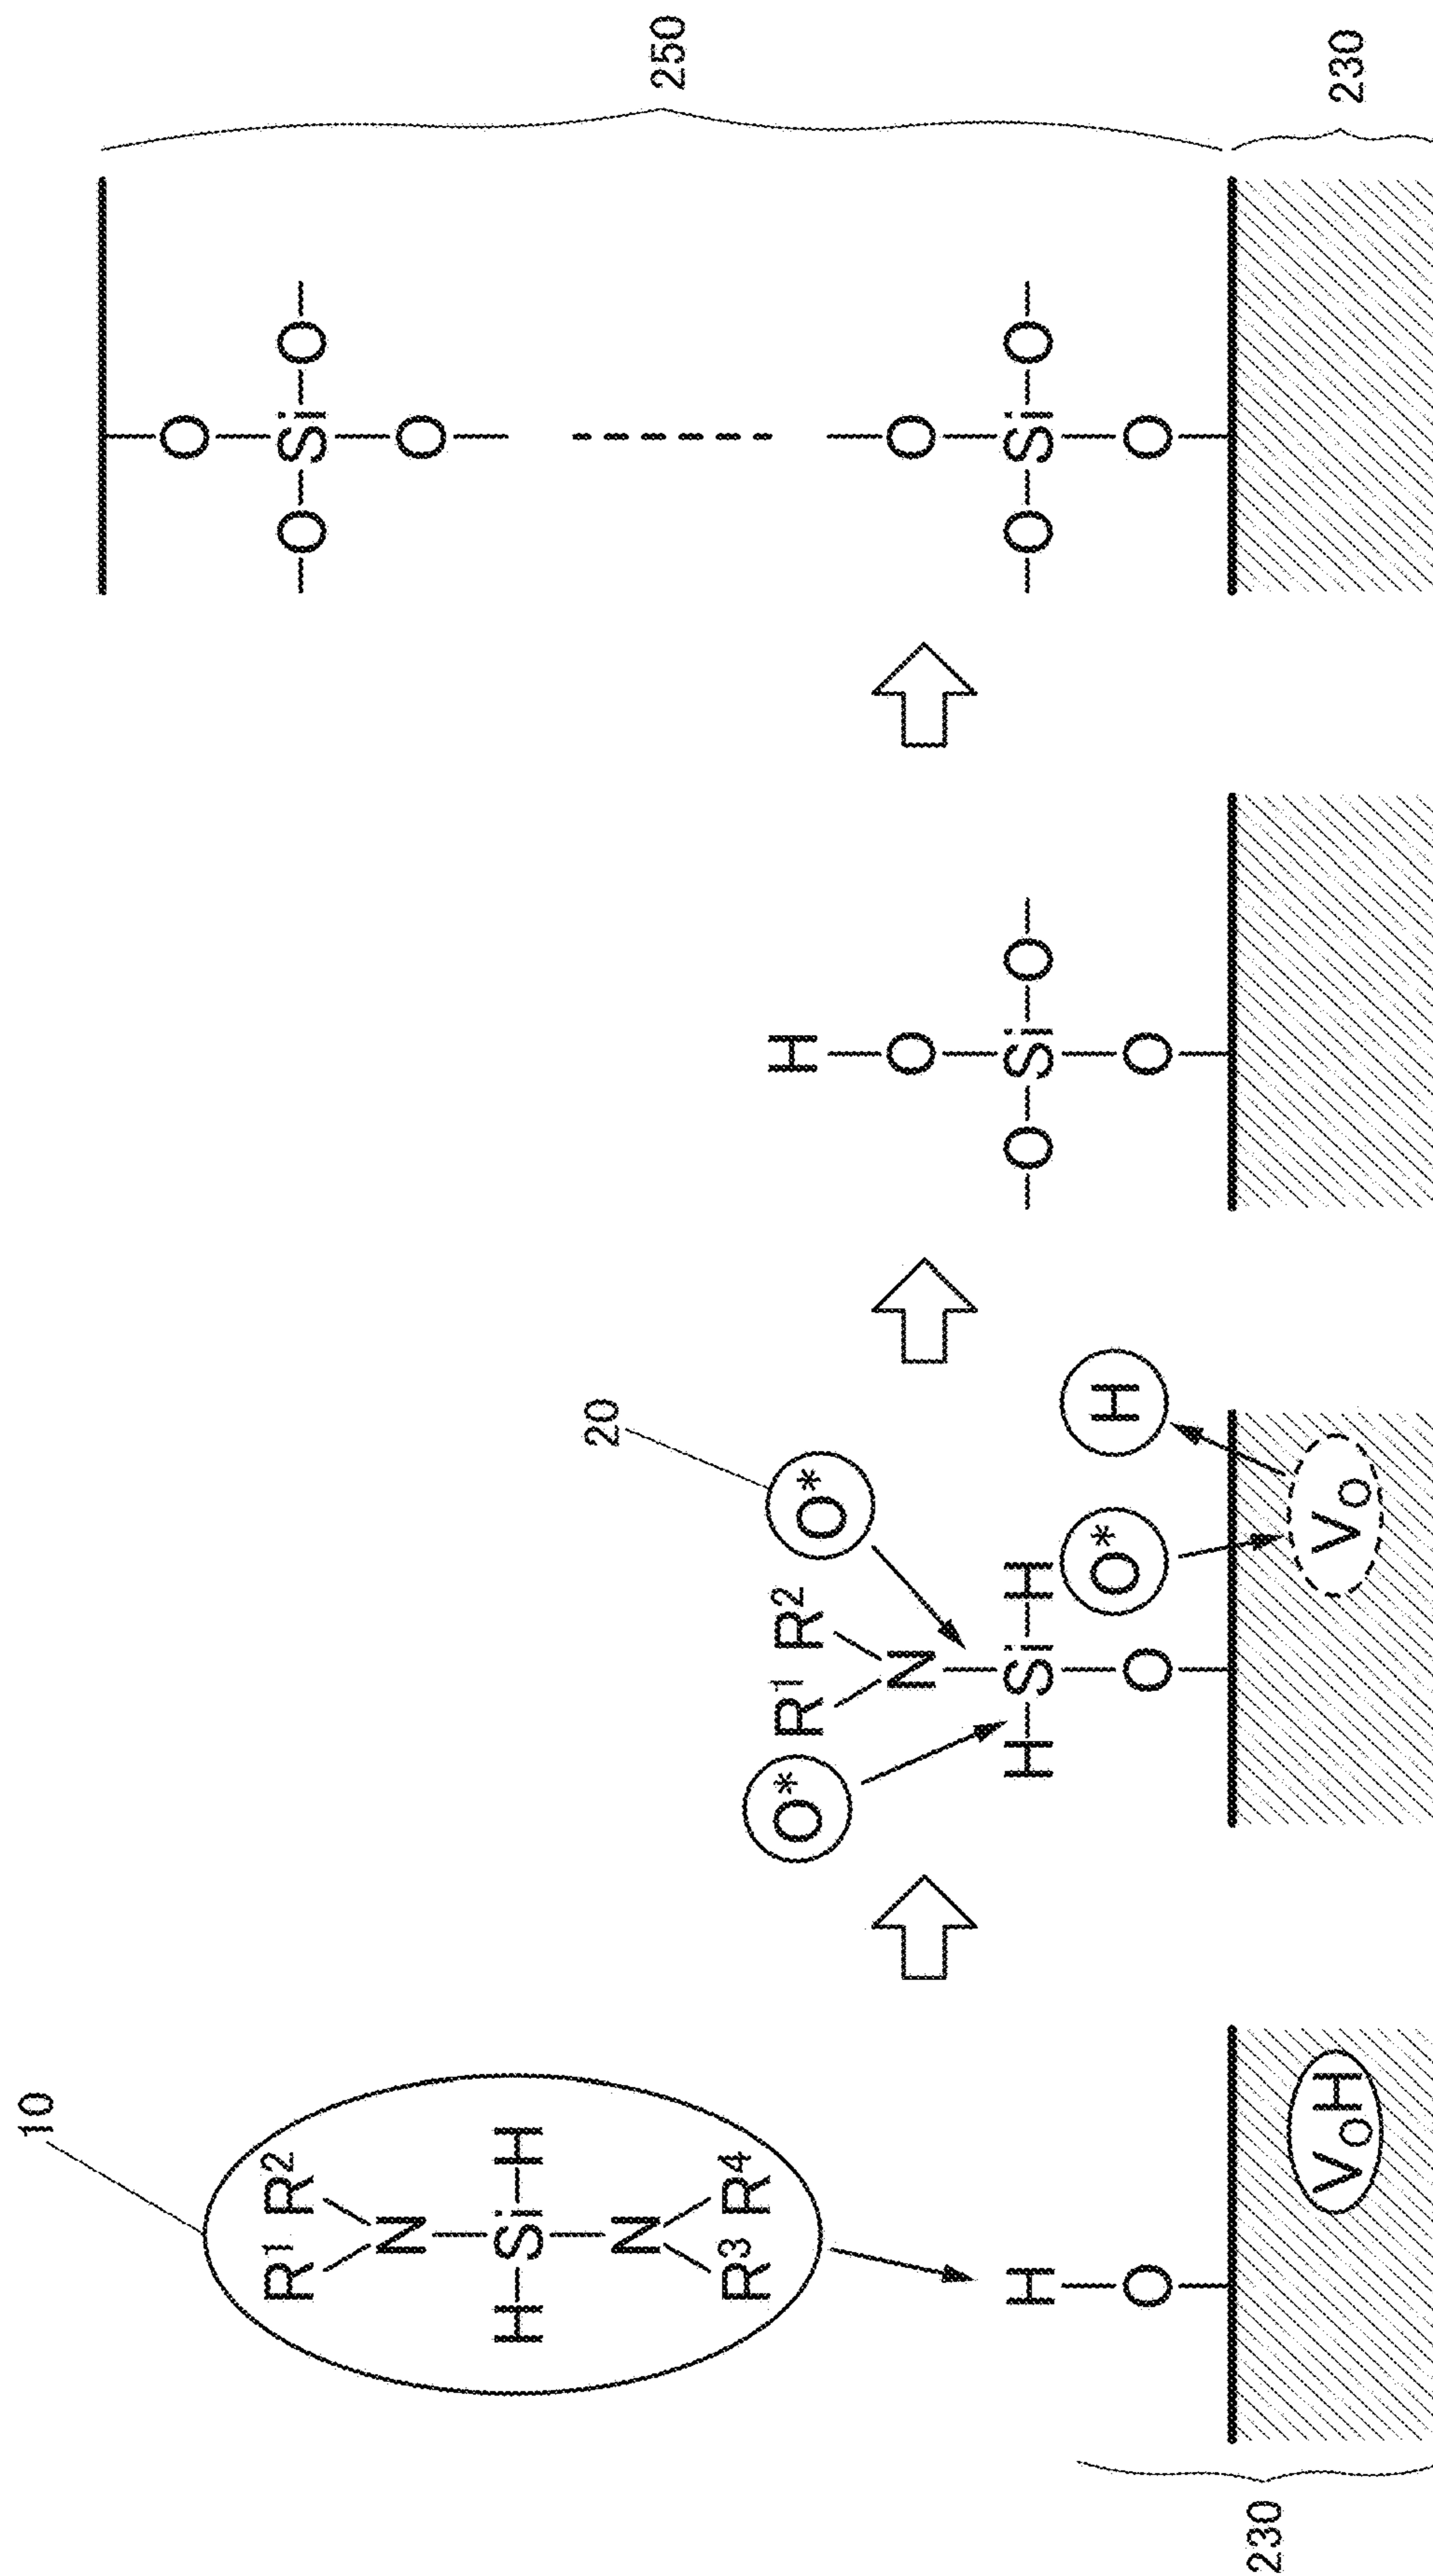 10
R¹ R²
N
H–Si–H
N
R³ R⁴
H
O
VoH
230
20
O*
O*
R¹ R²
N
H–Si–H
O
O*
H
Vo
H
O
–O–Si–O–
O
O
–O–Si–O–
O
O
–O–Si–O–
O
250
230